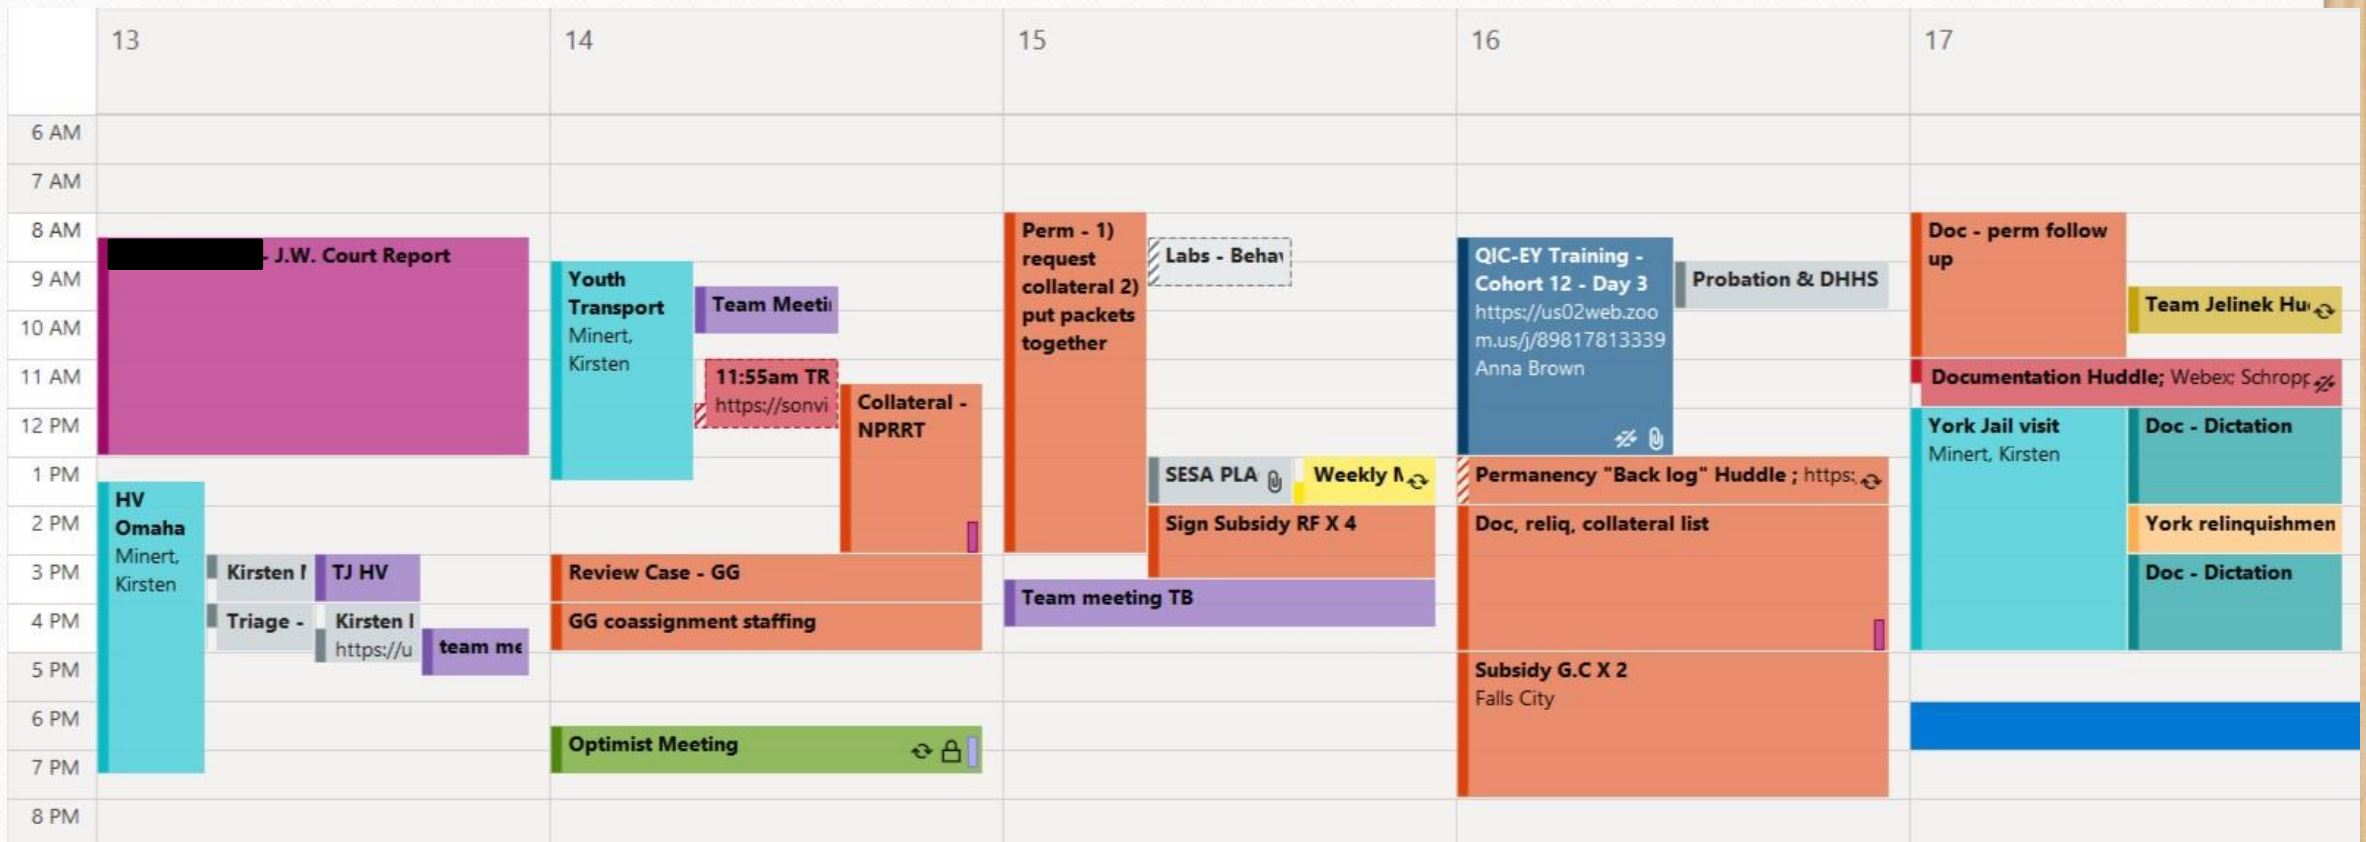 13
14
15
16
17
6 AM
7 AM
8 AM
9 AM
10 AM
11 AM
12 PM
1 PM
2 PM
3 PM
4 PM
5 PM
6 PM
7 PM
8 PM
- J.W. Court Report
HV
Omaha
Minert,
Kirsten
Kirsten
TJ HV
Triage -
Kirsten
https://u
team me
Youth
Transport
Minert,
Kirsten
Team Meeti
11:55am TR
https://sonvi
Collateral -
NPRRT
Review Case - GG
GG coassignment staffing
Optimist Meeting
Perm - 1)
request
collateral 2)
put packets
together
Labs - Behav
SESA PLA
Weekly
Sign Subsidy RF X 4
Team meeting TB
QIC-EY Training -
Cohort 12 - Day 3
https://us02web.zoo
m.us/j/89817813339
Anna Brown
Probation & DHHS
Permanency "Back log" Huddle ; https:
Doc, reliq, collateral list
Subsidy G.C X 2
Falls City
Doc - perm follow
up
Team Jelinek Hu
Documentation Huddle; Webex; Schropp
York Jail visit
Minert, Kirsten
Doc - Dictation
York relinquishmen
Doc - Dictation